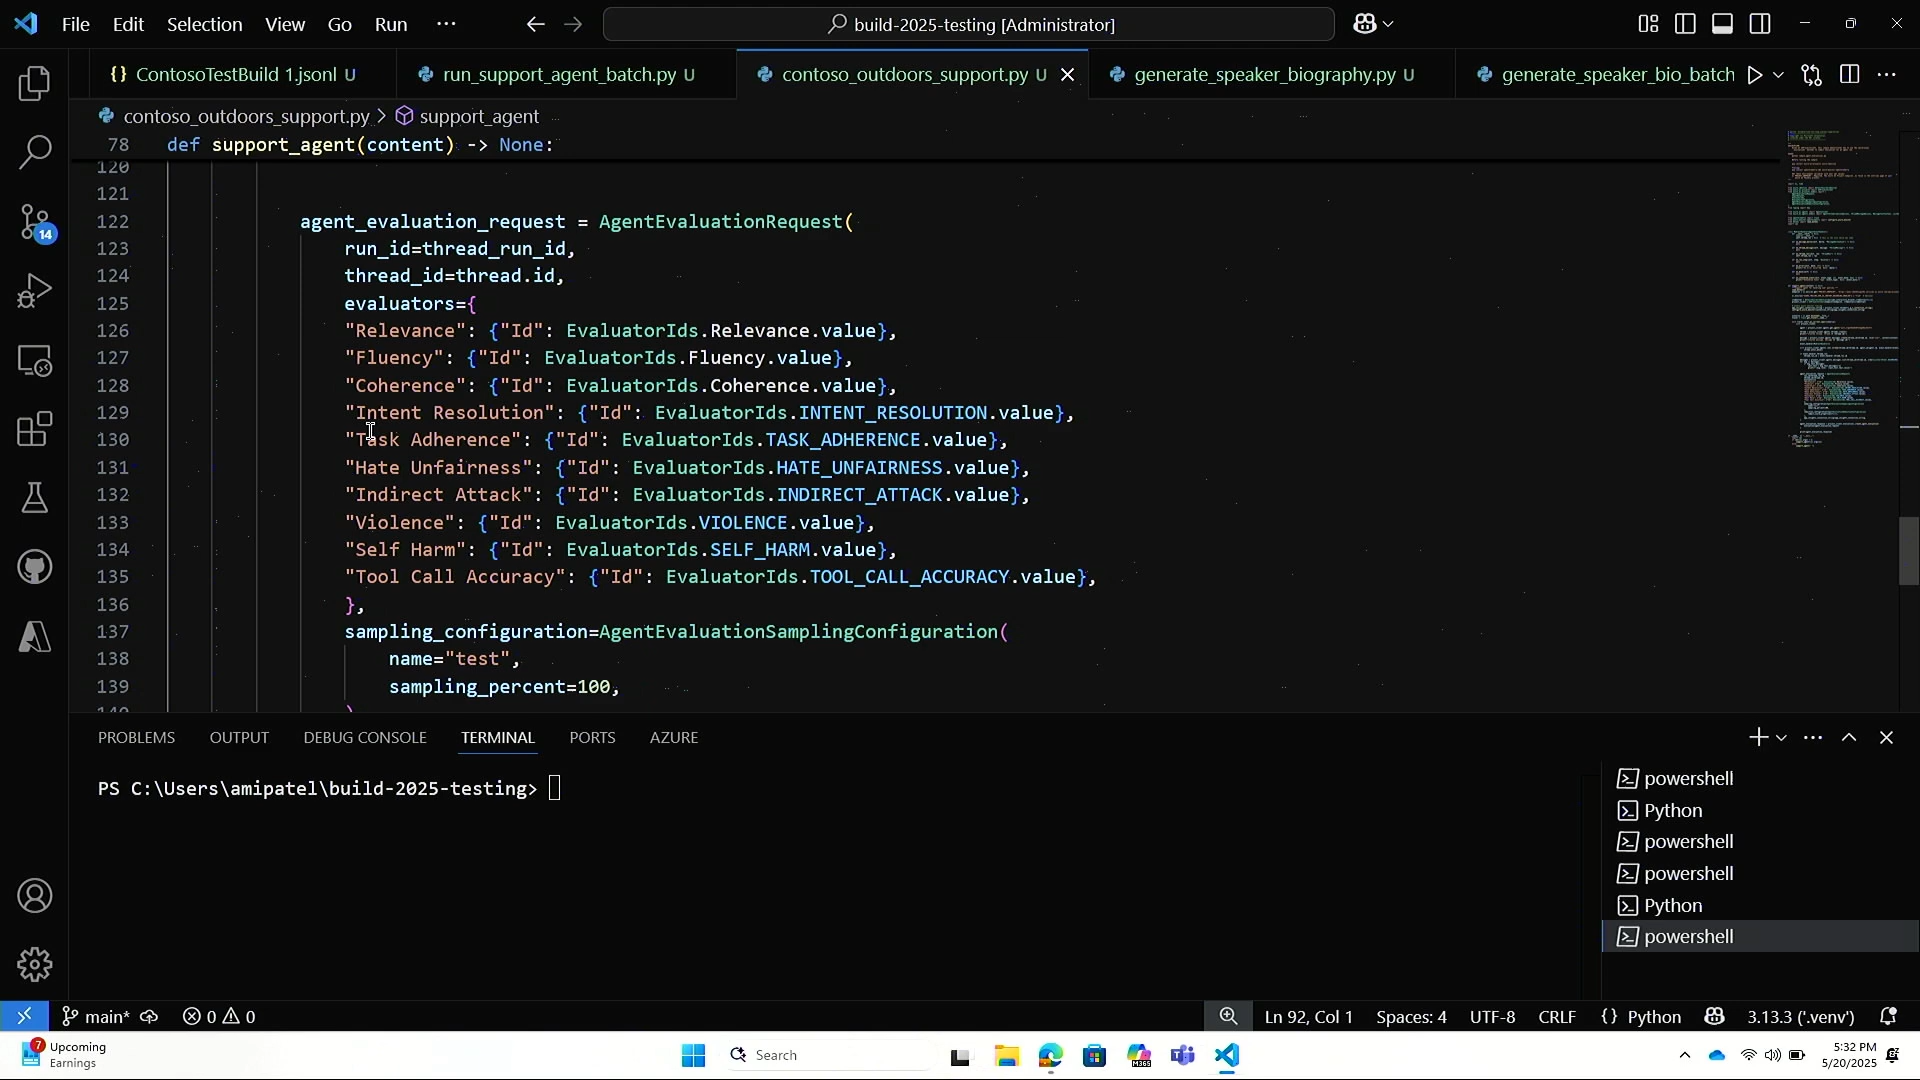 File Edit Selection View Go Run ...
build-2025-testing [Administrator]
{} ContosoTestBuild 1.jsonl U
run_support_agent_batch.py U
contoso_outdoors_support.py U
generate_speaker_biography.py U
generate_speaker_bio_batch
contoso_outdoors_support.py > support_agent
78 def support_agent(content) -> None:
120
121
122 agent_evaluation_request = AgentEvaluationRequest(
123 run_id=thread_run_id,
124 thread_id=thread.id,
125 evaluators={
126 "Relevance": {"Id": EvaluatorIds.Relevance.value},
127 "Fluency": {"Id": EvaluatorIds.Fluency.value},
128 "Coherence": {"Id": EvaluatorIds.Coherence.value},
129 "Intent Resolution": {"Id": EvaluatorIds.INTENT_RESOLUTION.value},
130 "Task Adherence": {"Id": EvaluatorIds.TASK_ADHERENCE.value},
131 "Hate Unfairness": {"Id": EvaluatorIds.HATE_UNFAIRNESS.value},
132 "Indirect Attack": {"Id": EvaluatorIds.INDIRECT_ATTACK.value},
133 "Violence": {"Id": EvaluatorIds.VIOLENCE.value},
134 "Self Harm": {"Id": EvaluatorIds.SELF_HARM.value},
135 "Tool Call Accuracy": {"Id": EvaluatorIds.TOOL_CALL_ACCURACY.value},
136 },
137 sampling_configuration=AgentEvaluationSamplingConfiguration(
138 name="test",
139 sampling_percent=100,
140 )
14
PROBLEMS OUTPUT DEBUG CONSOLE TERMINAL PORTS AZURE
PS C:\Users\amipatel\build-2025-testing>
powershell
Python
powershell
powershell
Python
powershell
main* 0 0
Ln 92, Col 1 Spaces: 4 UTF-8 CRLF {} Python 3.13.3 ('.venv')
7
Upcoming
Earnings
Search
M365
5:32 PM
5/20/2025